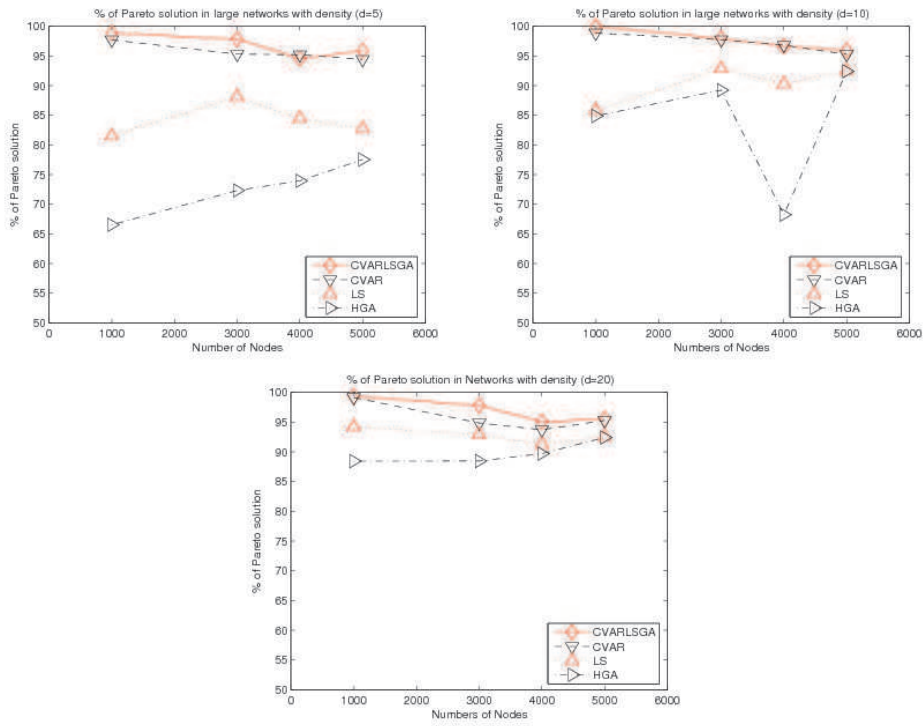 % of Pareto solution in large networks with density (d=5)
100
95
90
85
80
75
70
65
60
55
50
% of Pareto solution
0
1000
2000
3000
4000
5000
6000
Number of Nodes
CVARLSGA
CVAR
LS
HGA
% of Pareto solution in large networks with density (d=10)
100
95
90
85
80
75
70
65
60
55
50
% of Pareto solution
0
1000
2000
3000
4000
5000
6000
Numbers of Nodes
CVARLSGA
CVAR
LS
HGA
% of Pareto solution in Networks with density (d=20)
100
95
90
85
80
75
70
65
60
55
50
% of Pareto solution
0
1000
2000
3000
4000
5000
6000
Numbers of Nodes
CVARLSGA
CVAR
LS
HGA